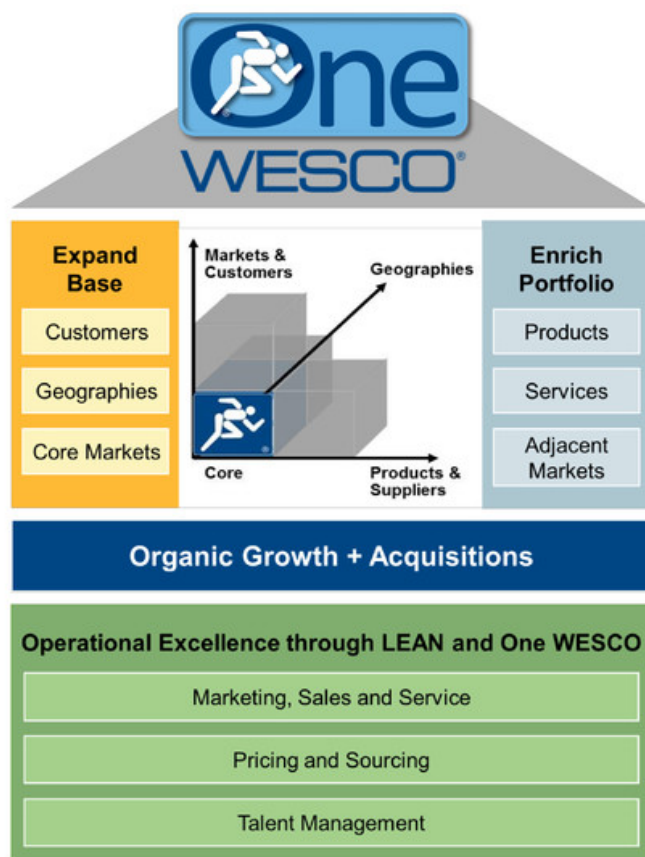 One
WESCO®
Expand
Base
Customers
Geographies
Core Markets
Markets &
Customers
Geographies
Core
Products &
Suppliers
®
Enrich
Portfolio
Products
Services
Adjacent
Markets
Organic Growth + Acquisitions
Operational Excellence through LEAN and One WESCO
Marketing, Sales and Service
Pricing and Sourcing
Talent Management